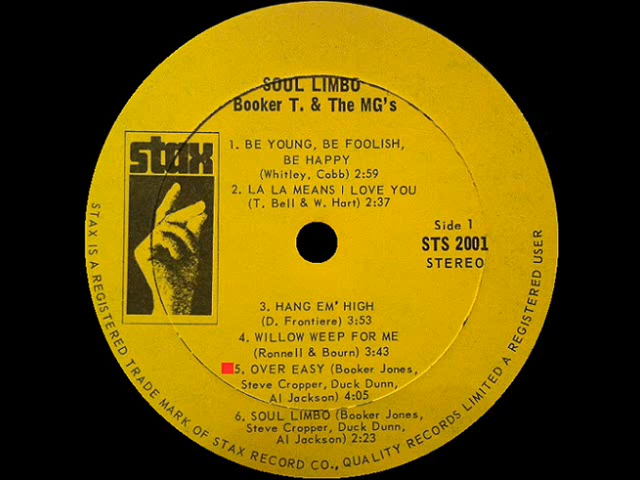 SOUL LIMBO
Booker T. & The MG's
stax
1. BE YOUNG, BE FOOLISH,
BE HAPPY
(Whitley, Cobb) 2:59
2. LA LA MEANS I LOVE YOU
(T. Bell & W. Hart) 2:37
Side 1
STS 2001
STEREO
3. HANG EM' HIGH
(D. Frontiere) 3:53
4. WILLOW WEEP FOR ME
(Ronnell & Bourn) 3:43
5. OVER EASY (Booker Jones,
Steve Cropper, Duck Dunn,
Al Jackson) 4:05
6. SOUL LIMBO (Booker Jones,
Steve Cropper, Duck Dunn,
Al Jackson) 2:23
STAX IS A REGISTERED TRADE MARK OF STAX RECORD CO., QUALITY RECORDS LIMITED A REGISTERED USER